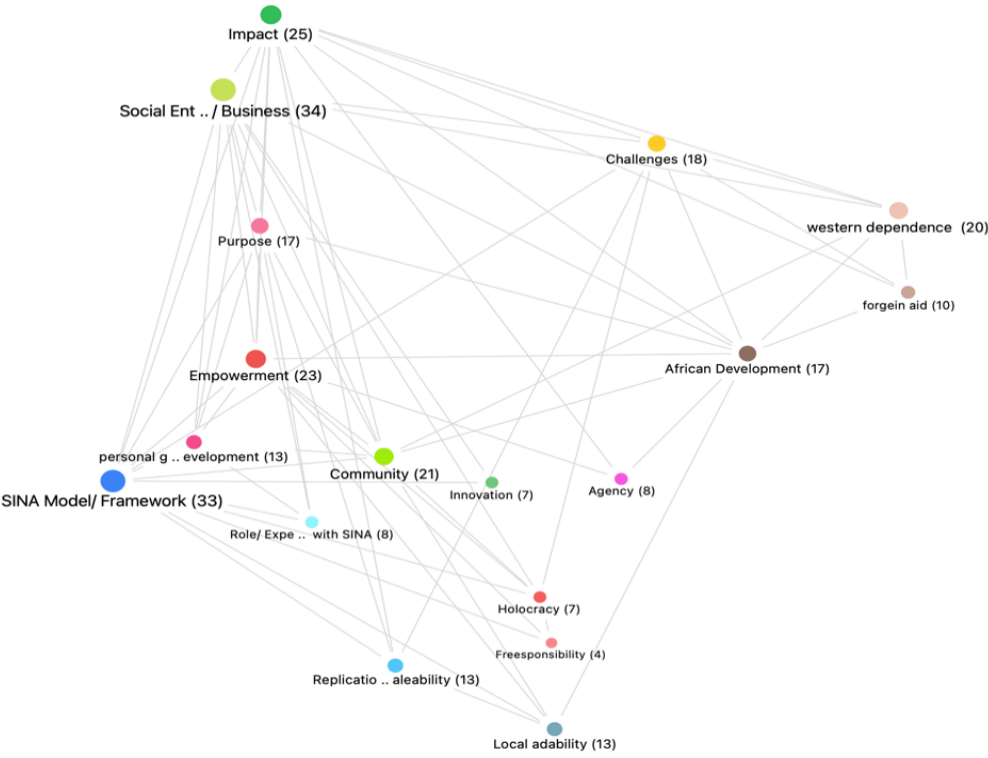 Impact (25)
Social Ent .. / Business (34)
Challenges (18)
western dependence (20)
Purpose (17)
forgein aid (10)
African Development (17)
Empowerment (23)
personal g .. evelopment (13)
Community (21)
SINA Model/ Framework (33)
Innovation (7)
Agency (8)
Role/ Expe .. with SINA (8)
Holocracy (7)
Freesponsibility (4)
Replicatio .. aleability (13)
Local adability (13)